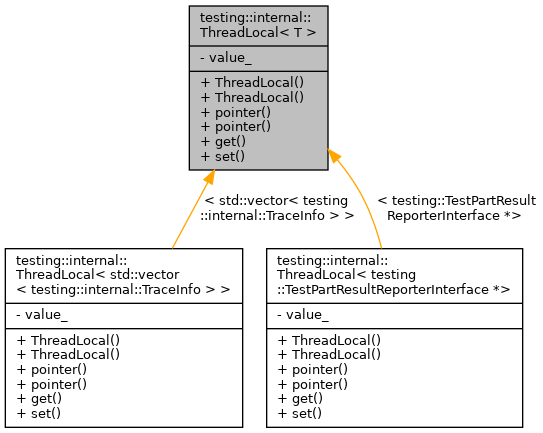 testing::internal::
ThreadLocal< T >
- value_
+ ThreadLocal()
+ ThreadLocal()
+ pointer()
+ pointer()
+ get()
+ set()
< std::vector< testing
::internal::TraceInfo > >
< testing::TestPartResult
ReporterInterface *>
testing::internal::
ThreadLocal< std::vector
< testing::internal::TraceInfo > >
- value_
+ ThreadLocal()
+ ThreadLocal()
+ pointer()
+ pointer()
+ get()
+ set()
testing::internal::
ThreadLocal< testing
::TestPartResultReporterInterface *>
- value_
+ ThreadLocal()
+ ThreadLocal()
+ pointer()
+ pointer()
+ get()
+ set()